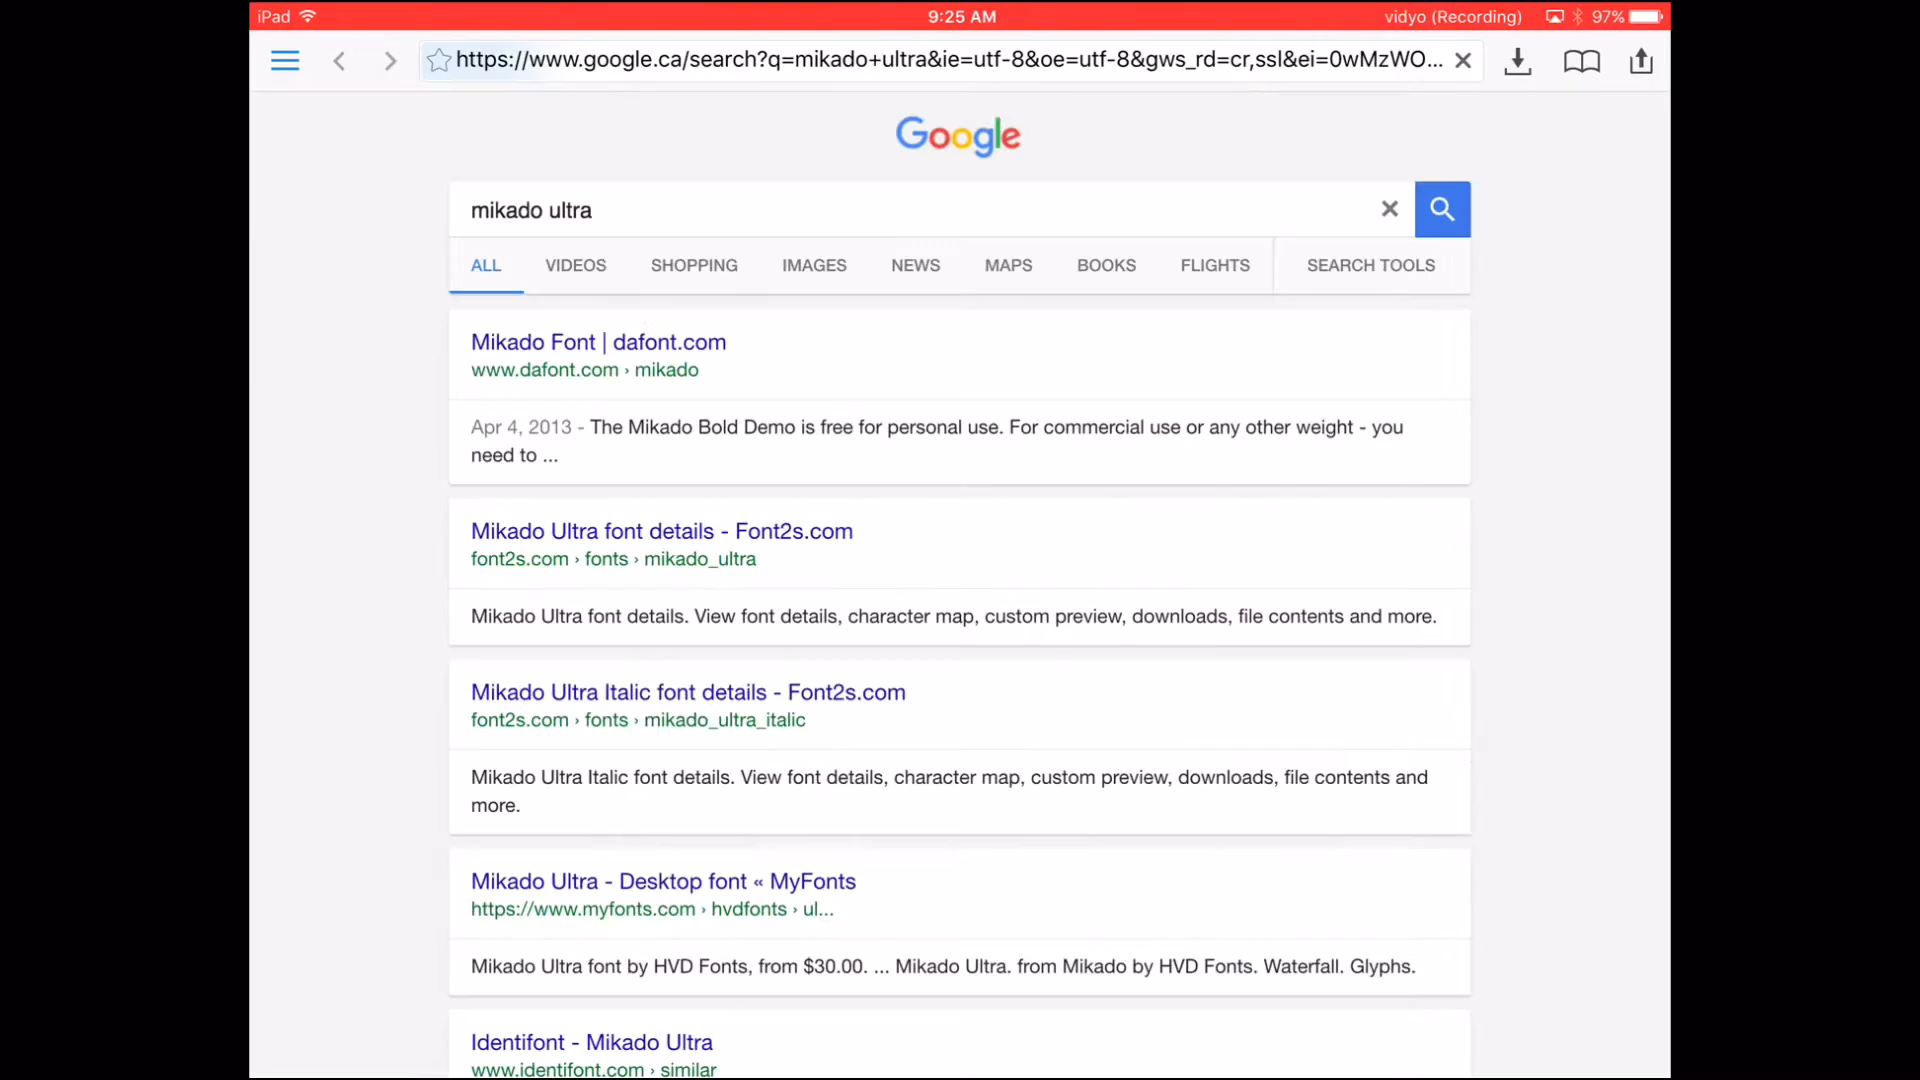 iPad 9:25 AM vidyo (Recording) 97%
https://www.google.ca/search?q=mikado+ultra&ie=utf-8&oe=utf-8&gws_rd=cr,ssl&ei=0wMzWO...
Google
mikado ultra
ALL VIDEOS SHOPPING IMAGES NEWS MAPS BOOKS FLIGHTS SEARCH TOOLS
Mikado Font | dafont.com
www.dafont.com › mikado
Apr 4, 2013 - The Mikado Bold Demo is free for personal use. For commercial use or any other weight - you
need to ...
Mikado Ultra font details - Font2s.com
font2s.com › fonts › mikado_ultra
Mikado Ultra font details. View font details, character map, custom preview, downloads, file contents and more.
Mikado Ultra Italic font details - Font2s.com
font2s.com › fonts › mikado_ultra_italic
Mikado Ultra Italic font details. View font details, character map, custom preview, downloads, file contents and
more.
Mikado Ultra - Desktop font « MyFonts
https://www.myfonts.com › hvdfonts › ul...
Mikado Ultra font by HVD Fonts, from $30.00. ... Mikado Ultra. from Mikado by HVD Fonts. Waterfall. Glyphs.
Identifont - Mikado Ultra
www.identifont.com › similar